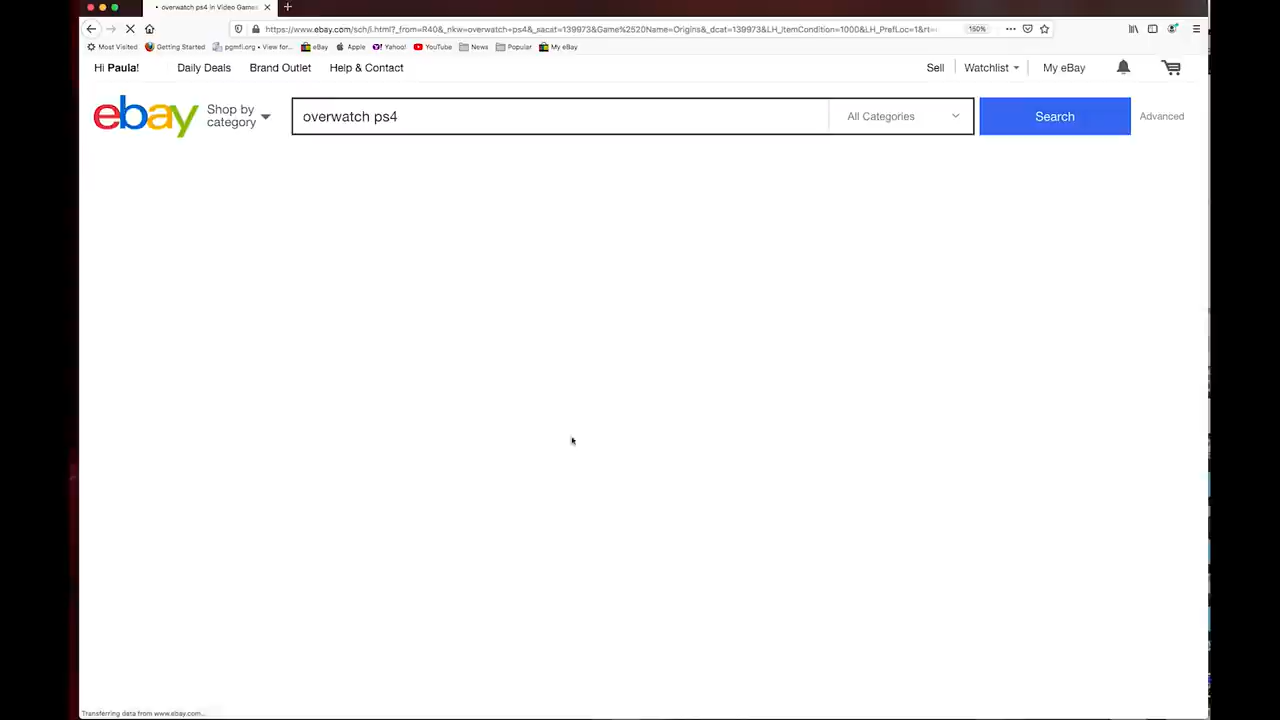 overwatch ps4 in Video Games
https://www.ebay.com/sch/i.html?_from=R40&_nkw=overwatch+ps4&_sacat=139973&Game%2520Name=Origins&_dcat=139973&LH_ItemCondition=1000&LH_PrefLoc=1&rt=
150%
Most Visited Getting Started pgmfi.org • View for... eBay Apple Yahoo! YouTube News Popular My eBay
Hi Paula! Daily Deals Brand Outlet Help & Contact Sell Watchlist My eBay
ebay Shop by category overwatch ps4 All Categories Search Advanced
Transferring data from www.ebay.com...